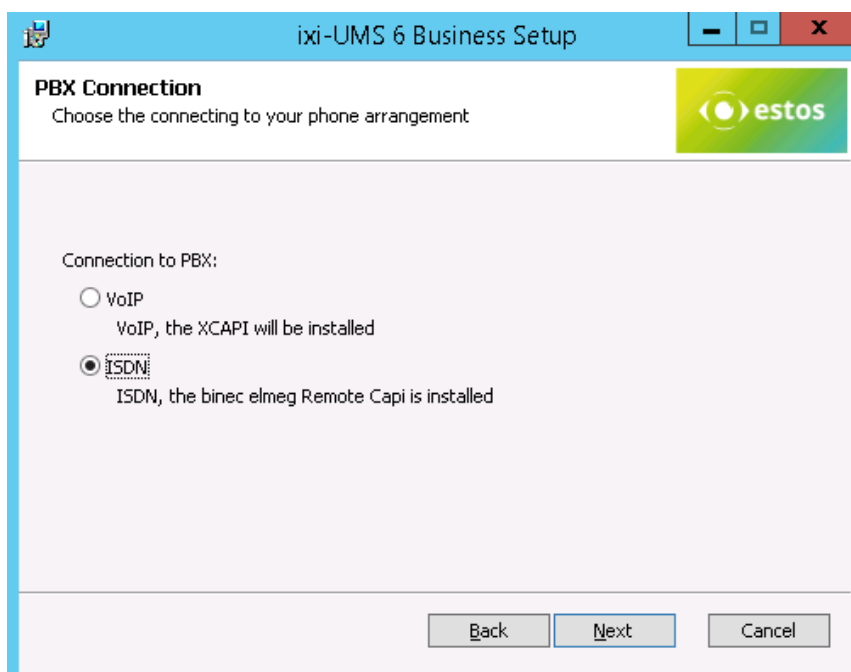 ixi-UMS 6 Business Setup
PBX Connection
Choose the connecting to your phone arrangement
estos
Connection to PBX:
VoIP
VoIP, the XCAPI will be installed
ISDN
ISDN, the binec elmeg Remote Capi is installed
Back Next Cancel